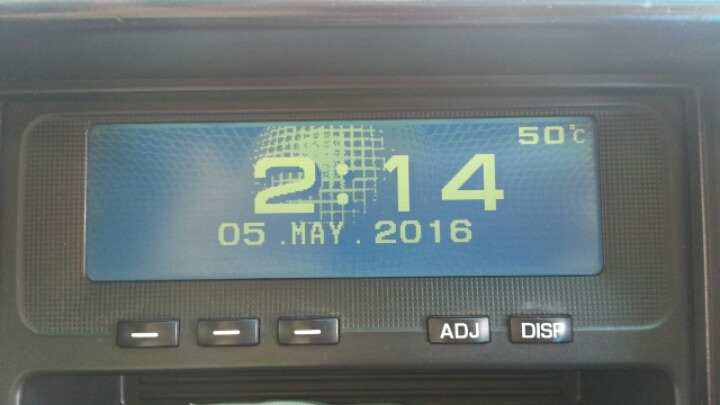 50°C
2:14
05 .MAY . 2016
ADJ DISP